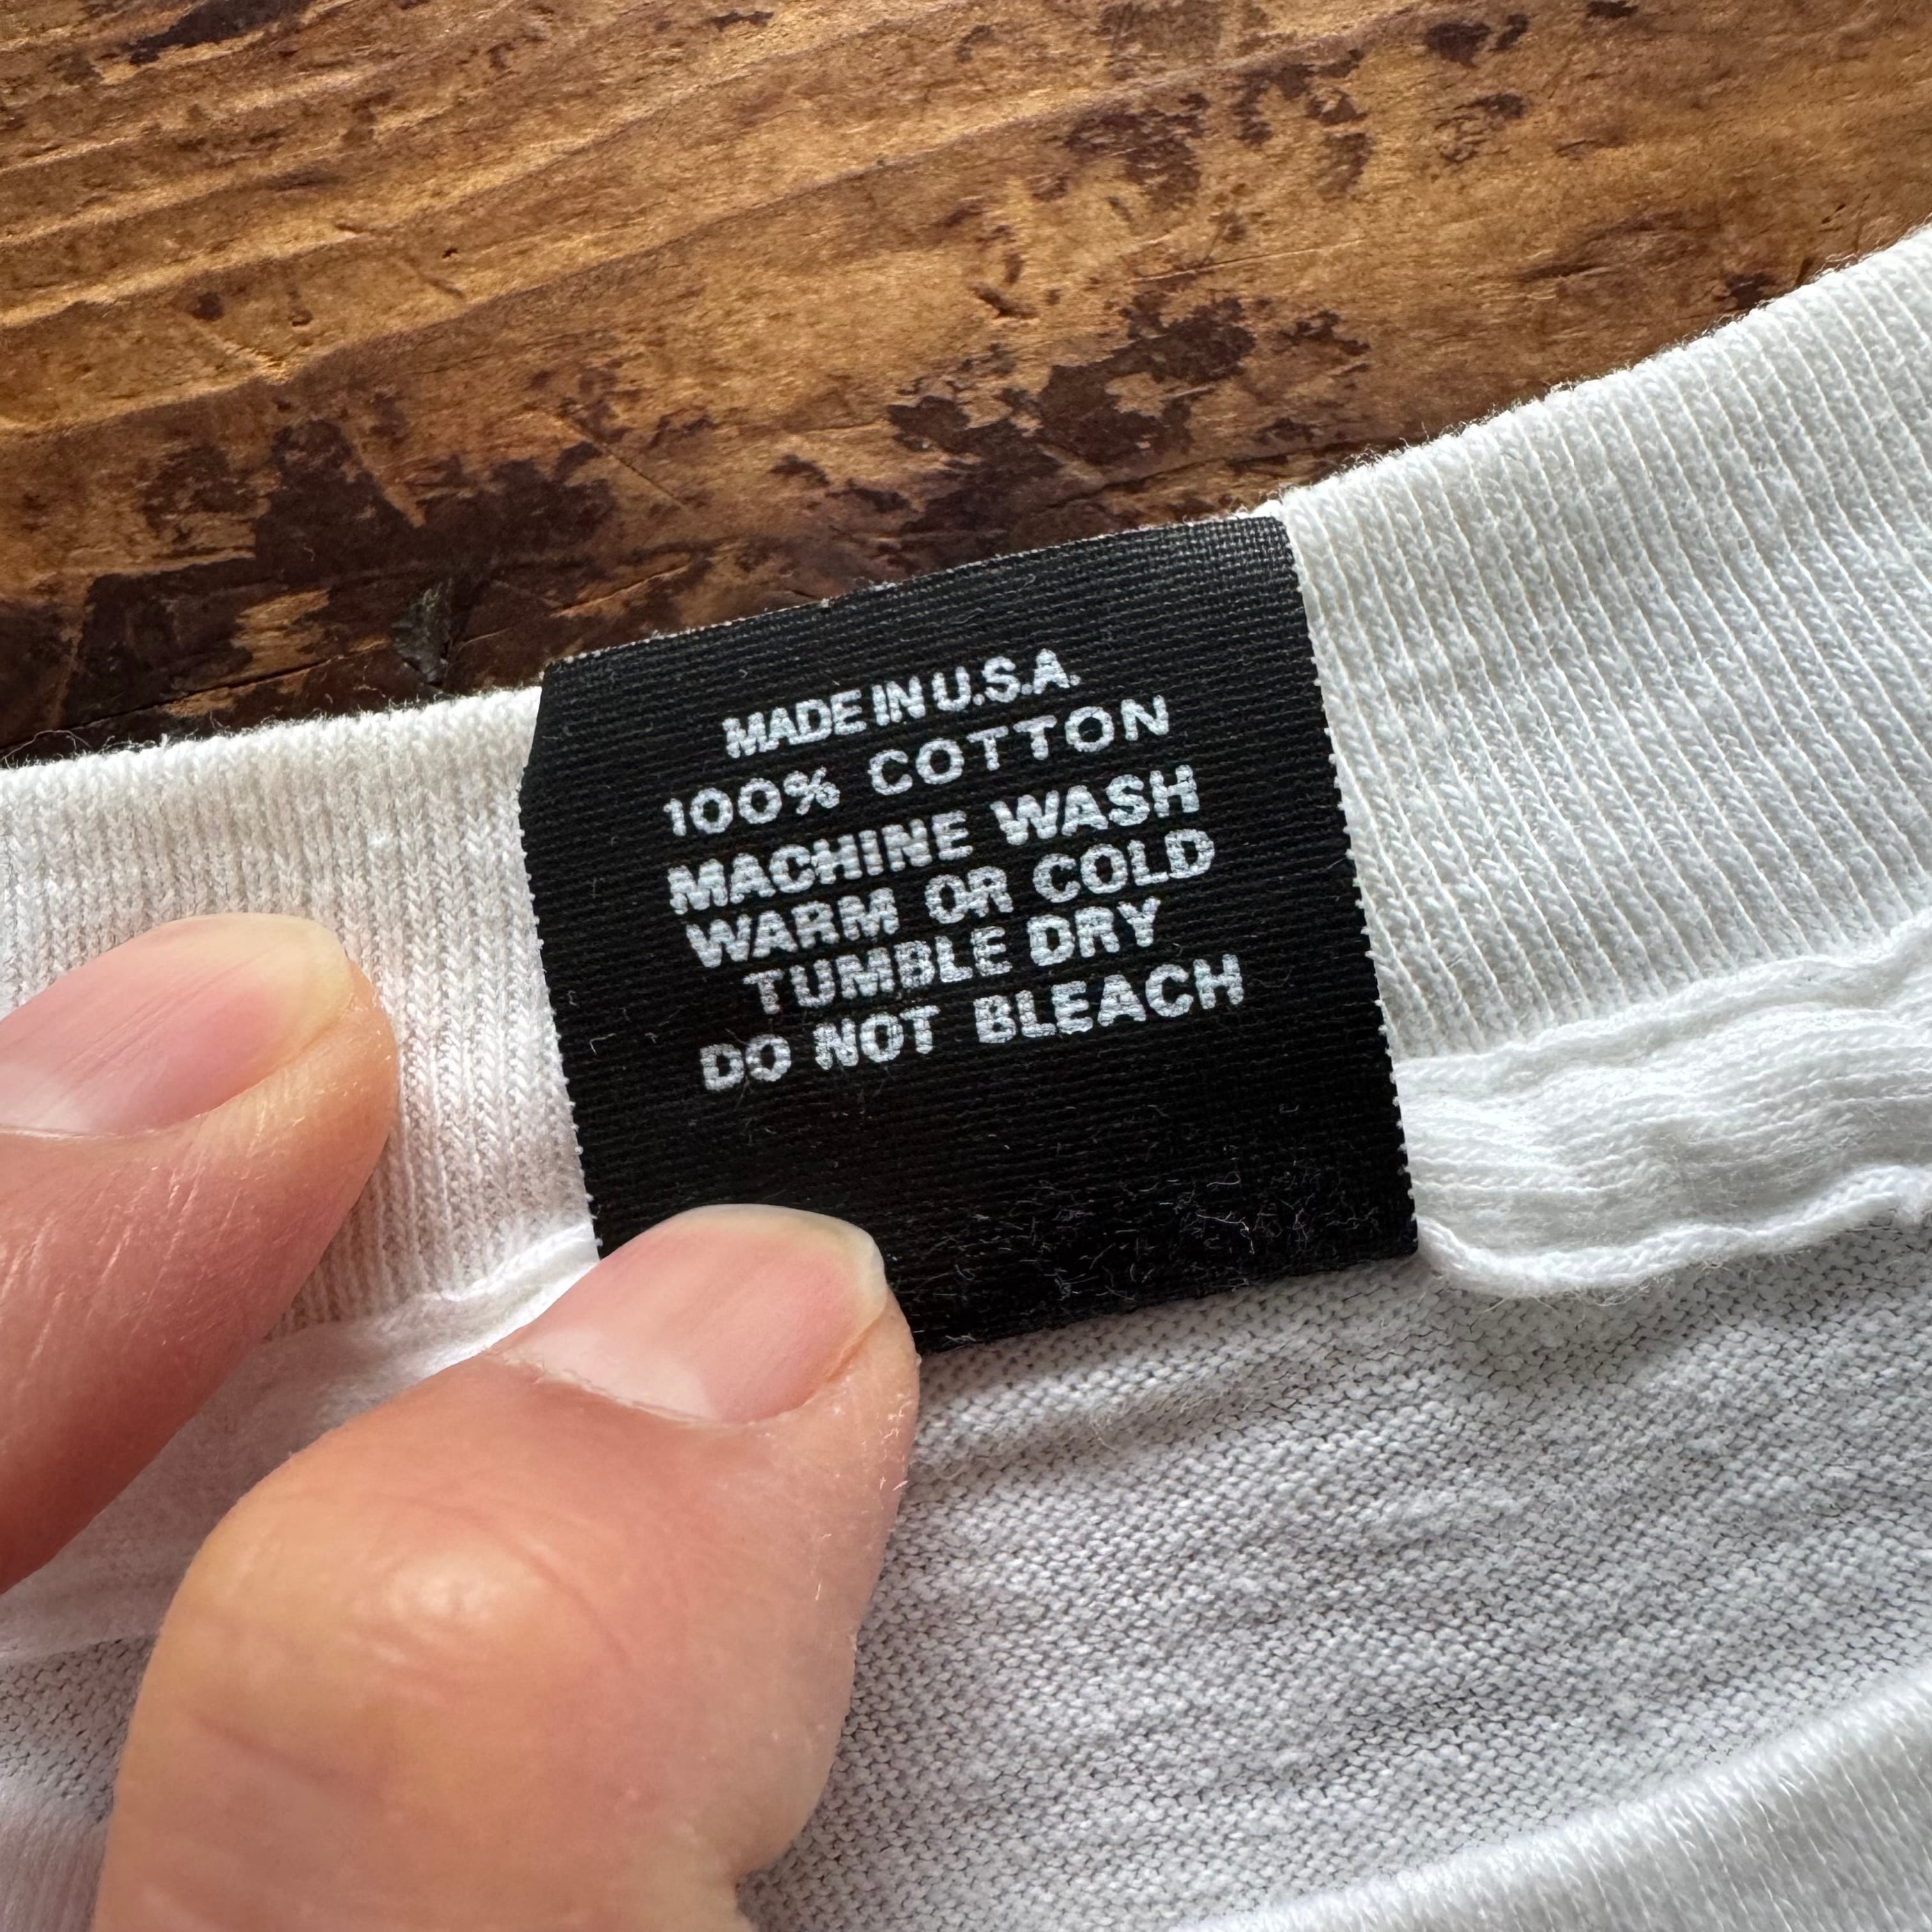 MADE IN U.S.A.
100% COTTON
MACHINE WASH
WARM OR COLD
TUMBLE DRY
DO NOT BLEACH